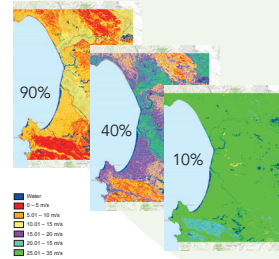 90%
40%
10%
Water
0 – 5 m/s
5.01 – 10 m/s
10.01 – 15 m/s
15.01 – 20 m/s
20.01 – 15 m/s
25.01 – 35 m/s